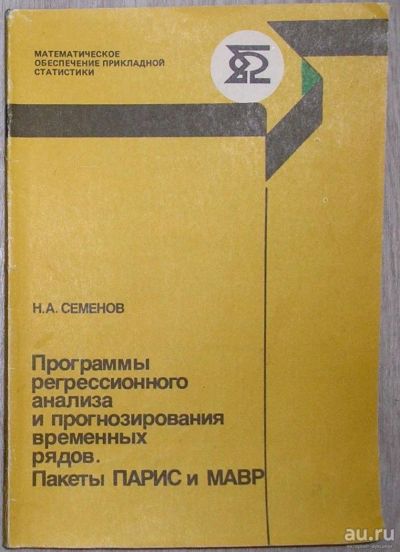 МАТЕМАТИЧЕСКОЕ
ОБЕСПЕЧЕНИЕ ПРИКЛАДНОЙ
СТАТИСТИКИ
Н.А. СЕМЕНОВ
Программы
регрессионного
анализа
и прогнозирования
временных
рядов.
Пакеты ПАРИС и МАВР
au.ru